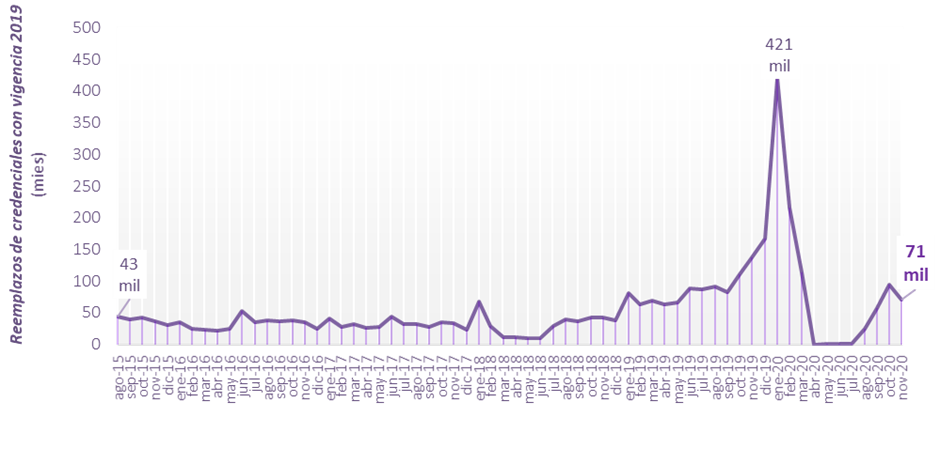 Reemplazos de credenciales con vigencia 2019
(mies)
500
450
400
350
300
250
200
150
100
50
0
43
mil
421
mil
71
mil
ago-15
sep-15
oct-15
nov-15
dic-15
ene-16
feb-16
mar-16
abr-16
may-16
jun-16
jul-16
ago-16
sep-16
oct-16
nov-16
dic-16
ene-17
feb-17
mar-17
abr-17
may-17
jun-17
jul-17
ago-17
sep-17
oct-17
nov-17
dic-17
ene-18
feb-18
mar-18
abr-18
may-18
jun-18
jul-18
ago-18
sep-18
oct-18
nov-18
dic-18
ene-19
feb-19
mar-19
abr-19
may-19
jun-19
jul-19
ago-19
sep-19
oct-19
nov-19
dic-19
ene-20
feb-20
mar-20
abr-20
may-20
jun-20
jul-20
ago-20
sep-20
oct-20
nov-20